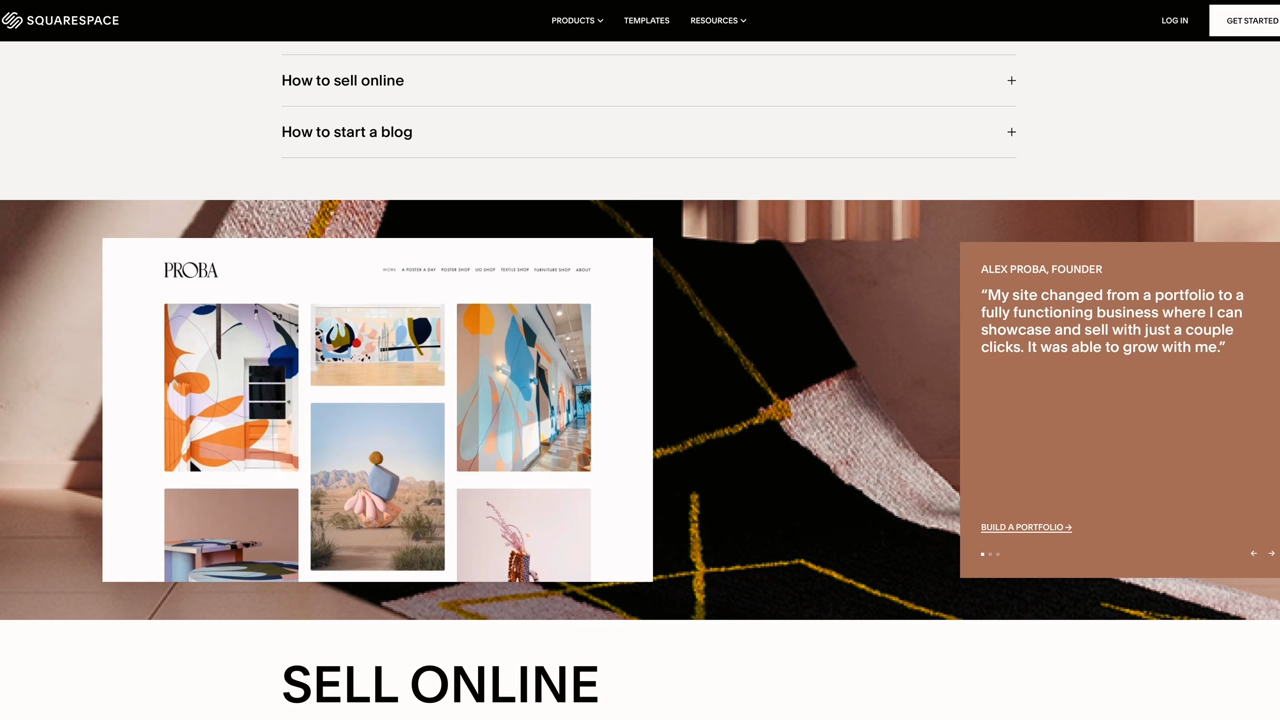 SQUARESPACE
PRODUCTS
TEMPLATES
RESOURCES
LOG IN
GET STARTED
How to sell online
How to start a blog
PROBA
WORK
A POSTER A DAY
POSTER SHOP
UO SHOP
TEXTILE SHOP
FURNITURE SHOP
ABOUT
ALEX PROBA, FOUNDER
“My site changed from a portfolio to a
fully functioning business where I can
showcase and sell with just a couple
clicks. It was able to grow with me.”
BUILD A PORTFOLIO →
SELL ONLINE